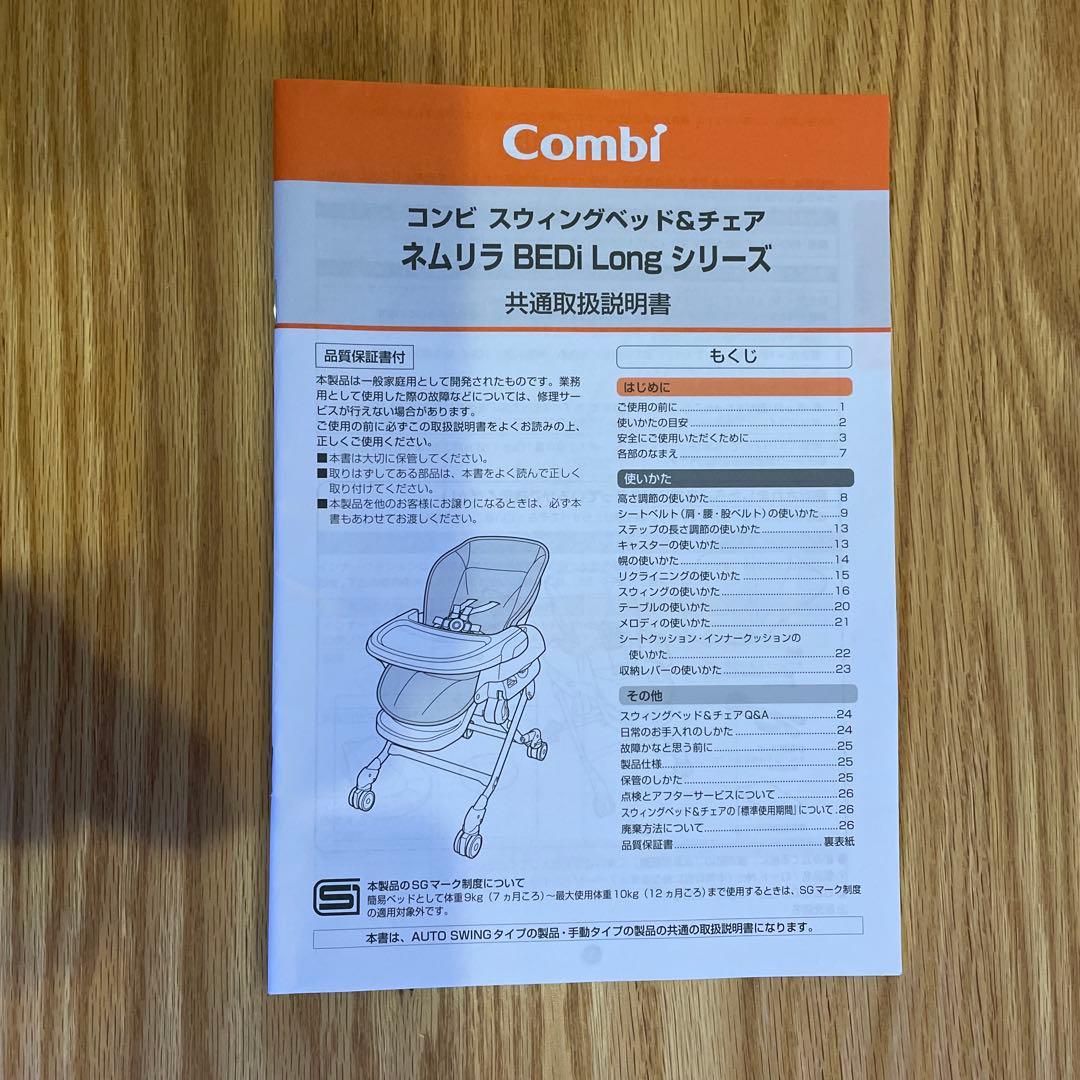 Combi
コンビ スウィングベッド&チェア
ネムリラ BEDi Long シリーズ
共通取扱説明書
品質保証書付
本製品は一般家庭用として開発されたものです。業務
用として使用した際の故障などについては、修理サー
ビスが行えない場合があります。
ご使用の前に必ずこの取扱説明書をよくお読みの上、
正しくご使用ください。
■本書は大切に保管してください。
■取りはずしてある部品は、本書をよく読んで正しく
取り付けてください。
■本製品を他のお客様にお譲りになるときは、必ず本
書もあわせてお渡しください。
もくじ
はじめに
ご使用の前に..........1
使いかたの目安..........2
安全にご使用いただくために..........3
各部のなまえ..........7
使いかた
高さ調節の使いかた..........8
シートベルト(肩・腰・股ベルト)の使いかた.....9
ステップの長さ調節の使いかた..........13
キャスターの使いかた..........13
幌の使いかた..........14
リクライニングの使いかた..........15
スウィングの使いかた..........16
テーブルの使いかた..........20
メロディの使いかた..........21
シートクッション・インナークッションの
使いかた..........22
収納レバーの使いかた..........23
その他
スウィングベッド&チェアQ&A..........24
日常のお手入れのしかた..........24
故障かなと思う前に..........25
製品仕様..........25
保管のしかた..........25
点検とアフターサービスについて..........26
スウィングベッド&チェアの「標準使用期間」について.26
廃棄方法について..........26
品質保証書..........裏表紙
本製品のSGマーク制度について
簡易ベッドとして体重9kg(7ヵ月ごろ)〜最大使用体重10kg(12ヵ月ごろ)まで使用するときは、SGマーク制度
の適用対象外です。
本書は、AUTO SWINGタイプの製品・手動タイプの製品の共通の取扱説明書になります。